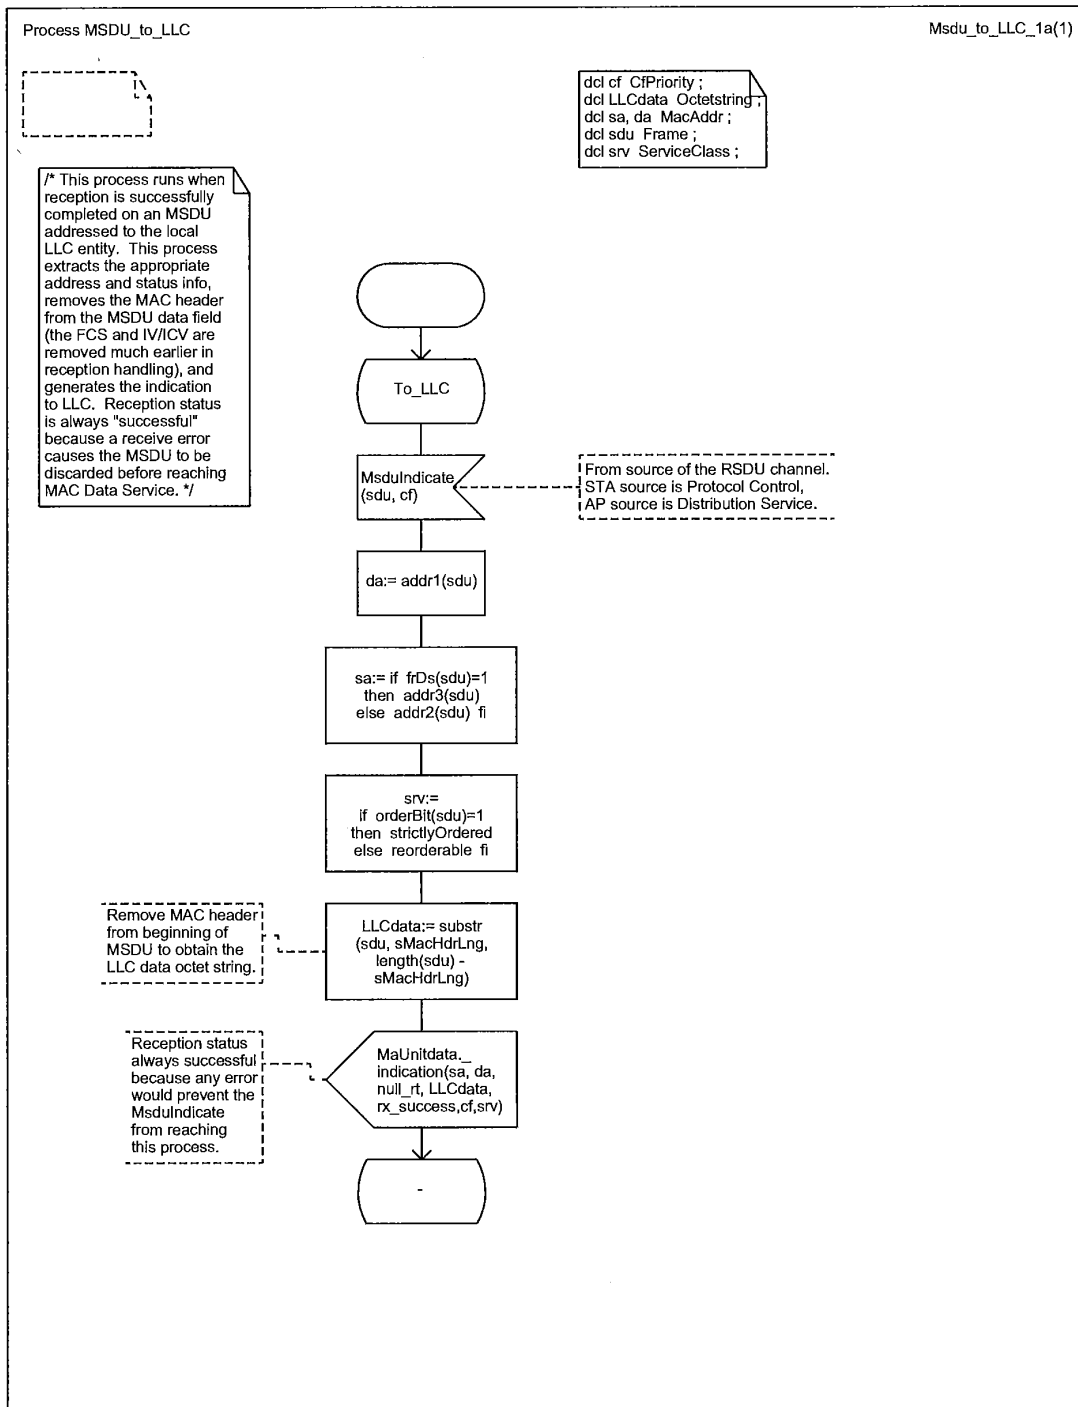 Process MSDU_to_LLC
Msdu_to_LLC_1a(1)
dcl cf CfPriority ;
dcl LLCdata Octetstring ;
dcl sa, da MacAddr ;
dcl sdu Frame ;
dcl srv ServiceClass ;
/* This process runs when
reception is successfully
completed on an MSDU
addressed to the local
LLC entity. This process
extracts the appropriate
address and status info,
removes the MAC header
from the MSDU data field
(the FCS and IV/ICV are
removed much earlier in
reception handling), and
generates the indication
to LLC. Reception status
is always "successful"
because a receive error
causes the MSDU to be
discarded before reaching
MAC Data Service. */
To_LLC
MsduIndicate
(sdu, cf)
From source of the RSDU channel.
STA source is Protocol Control,
AP source is Distribution Service.
da:= addr1(sdu)
sa:= if frDs(sdu)=1
then addr3(sdu)
else addr2(sdu) fi
srv:=
if orderBit(sdu)=1
then strictlyOrdered
else reorderable fi
Remove MAC header
from beginning of
MSDU to obtain the
LLC data octet string.
LLCdata:= substr
(sdu, sMacHdrLng,
length(sdu) -
sMacHdrLng)
Reception status
always successful
because any error
would prevent the
MsduIndicate
from reaching
this process.
MaUnitdata._
indication(sa, da,
null_rt, LLCdata,
rx_success,cf,srv)
-